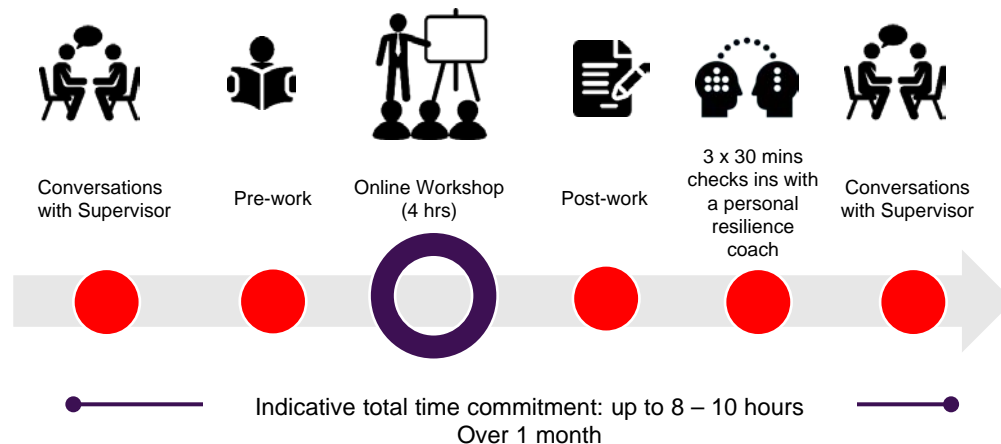 Conversations
with Supervisor
Pre-work
Online Workshop
(4 hrs)
Post-work
3 x 30 mins
checks ins with
a personal
resilience
coach
Conversations
with Supervisor
Indicative total time commitment: up to 8 – 10 hours
Over 1 month